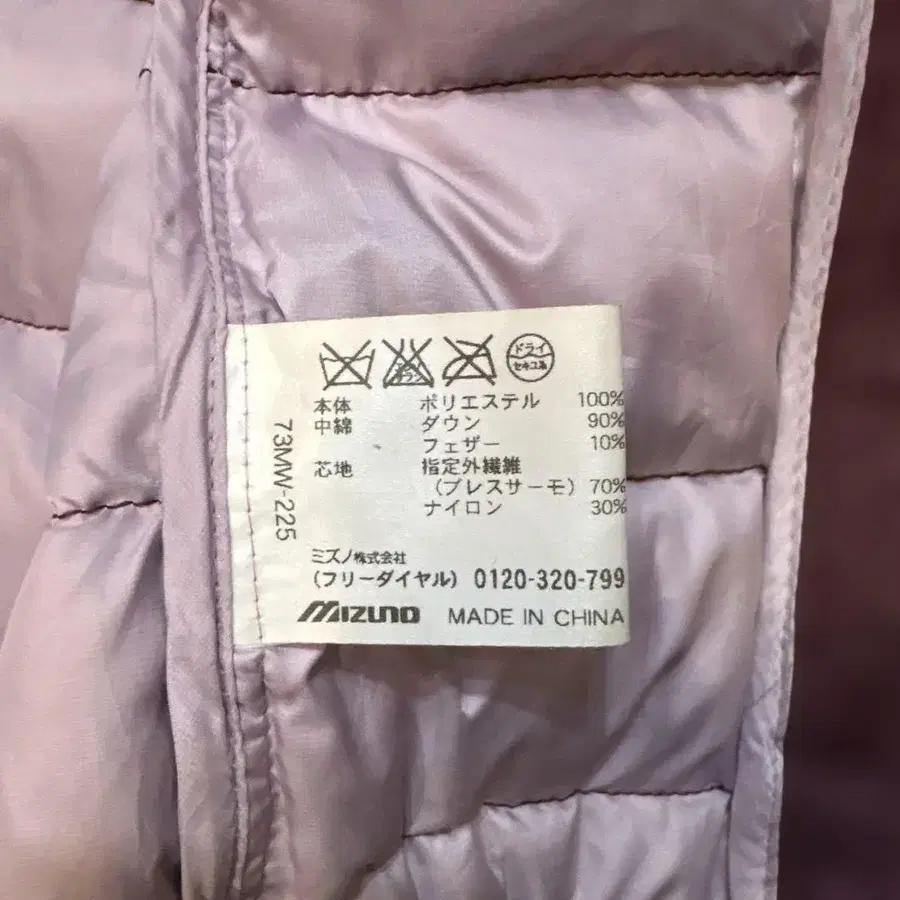 ドライ
セキユ系
本体 ポリエステル 100%
中綿 ダウン 90%
フェザー 10%
芯地 指定外繊維
(ブレスサーモ) 70%
ナイロン 30%
ミズノ株式会社
(フリーダイヤル) 0120-320-799
MIZUNO MADE IN CHINA
73MW-225